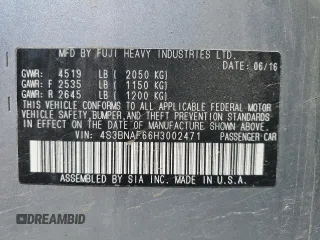 MFD. BY FUJI HEAVY INDUSTRIES LTD.
DATE: 06/16
GVWR: 4519 LB ( 2050 KG)
GAWR: F 2535 LB ( 1150 KG)
GAWR: R 2645 LB ( 1200 KG)
THIS VEHICLE CONFORMS TO ALL APPLICABLE FEDERAL MOTOR
VEHICLE SAFETY, BUMPER, AND THEFT PREVENTION STANDARDS
IN EFFECT ON THE DATE OF MANUFACTURE SHOWN ABOVE.
VIN: 4S3BNAF66H3002471 PASSENGER CAR
ASSEMBLED BY SIA INC. IN U.S.A.
DREAMBID